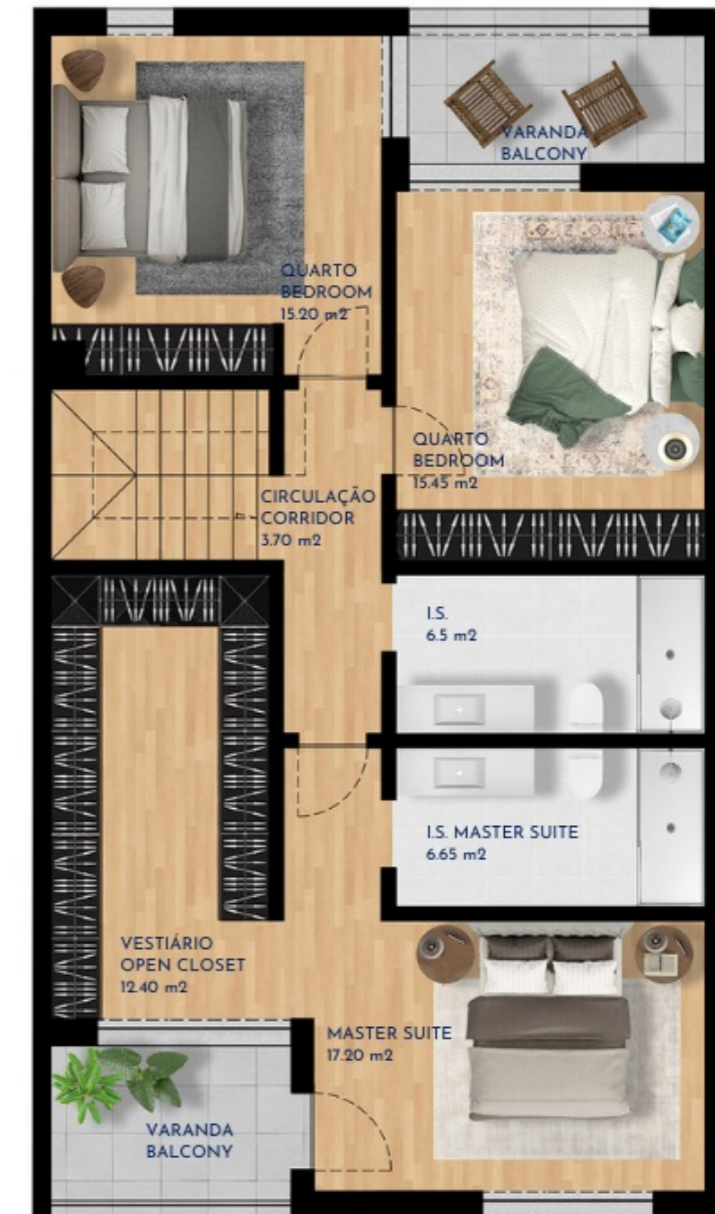 VARANDA
BALCONY
QUARTO
BEDROOM
15.20 m2
QUARTO
BEDROOM
15.45 m2
CIRCULAÇÃO
CORRIDOR
3.70 m2
I.S.
6.5 m2
I.S. MASTER SUITE
6.65 m2
VESTIÁRIO
OPEN CLOSET
12.40 m2
MASTER SUITE
17.20 m2
VARANDA
BALCONY